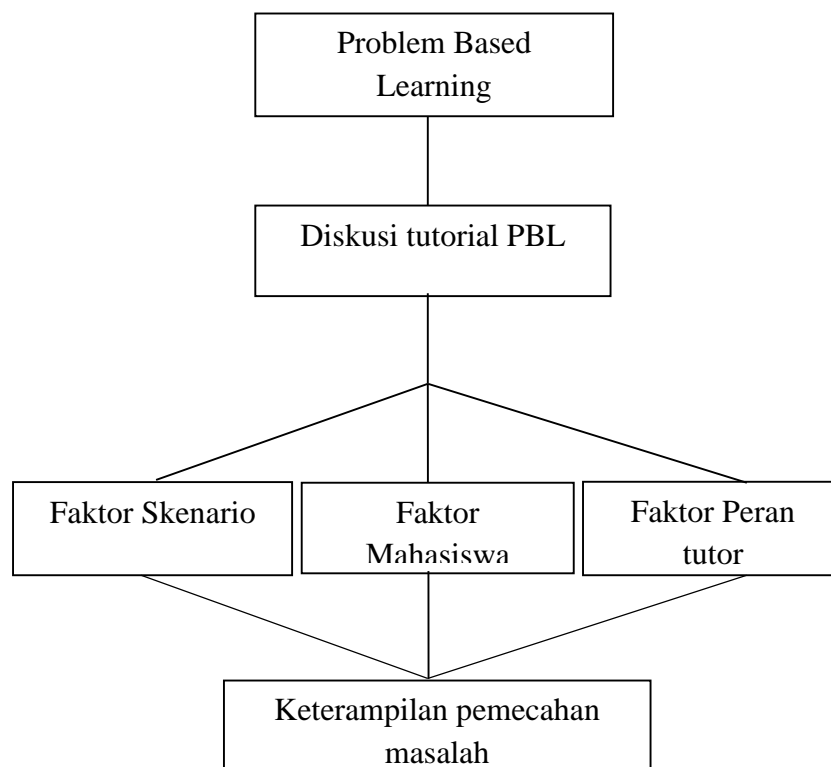 Problem Based
Learning
Diskusi tutorial PBL
Faktor Skenario
Faktor
Mahasiswa
Faktor Peran
tutor
Keterampilan pemecahan
masalah